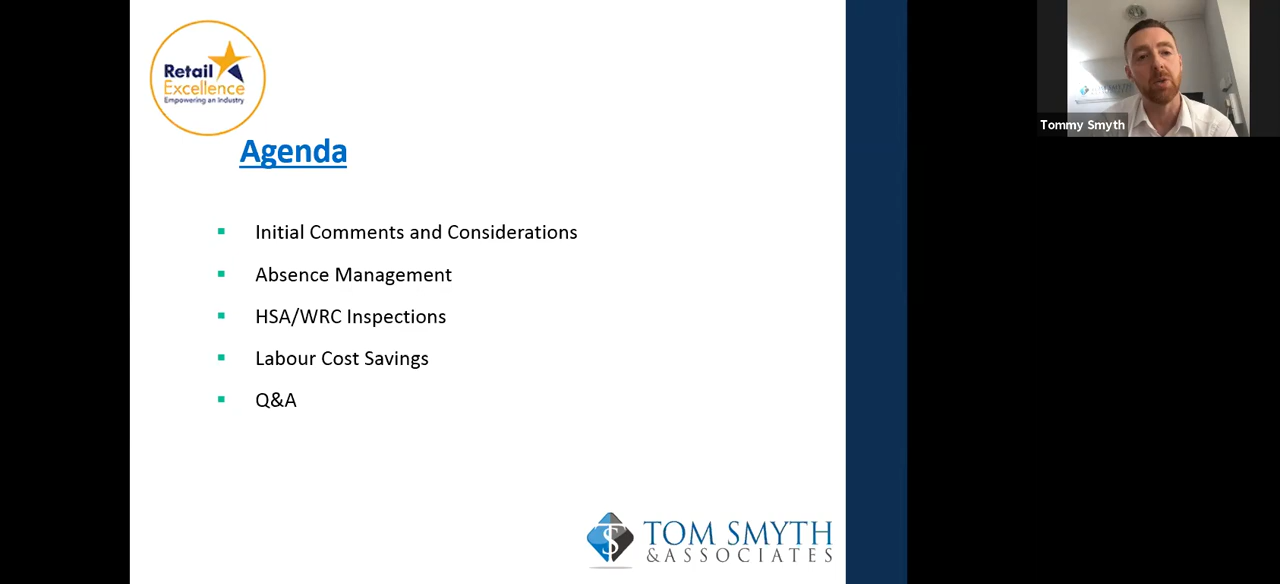 Retail
Excellence
Empowering an Industry
Agenda
Initial Comments and Considerations
Absence Management
HSA/WRC Inspections
Labour Cost Savings
Q&A
TOM SMYTH
& ASSOCIATES
Tommy Smyth